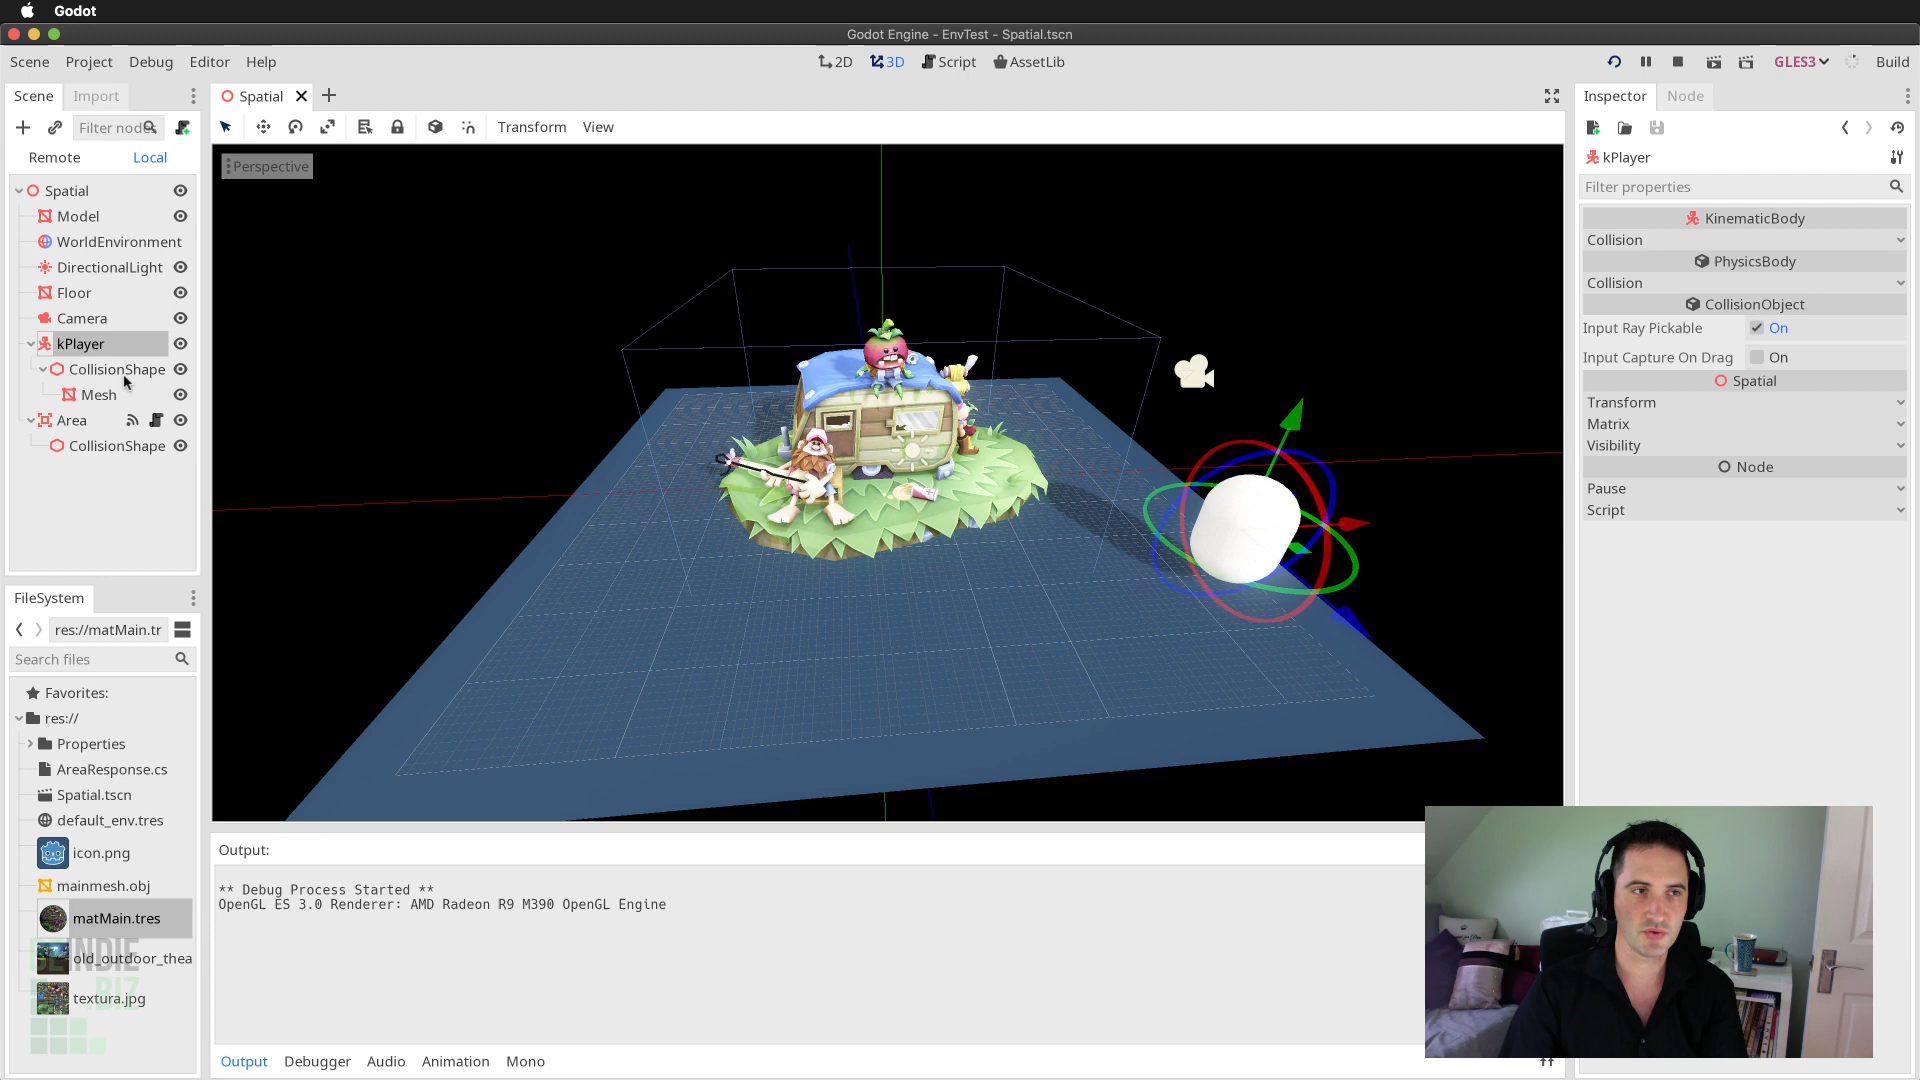 Godot
Godot Engine - EnvTest - Spatial.tscn
Scene Project Debug Editor Help
2D 3D Script AssetLib
GLES3 Build
Scene Import
Spatial
Inspector Node
Filter nod
Transform View
Remote Local
kPlayer
Perspective
Filter properties
Spatial
Model
WorldEnvironment
DirectionalLight
Floor
Camera
kPlayer
CollisionShape
Mesh
Area
CollisionShape
KinematicBody
Collision
PhysicsBody
Collision
CollisionObject
Input Ray Pickable On
Input Capture On Drag On
Spatial
Transform
Matrix
Visibility
Node
Pause
Script
FileSystem
res://matMain.tr
Search files
Favorites:
res://
Properties
AreaResponse.cs
Spatial.tscn
default_env.tres
icon.png
mainmesh.obj
matMain.tres
old_outdoor_thea
textura.jpg
INDIE
.BIZ
Output:
** Debug Process Started **
OpenGL ES 3.0 Renderer: AMD Radeon R9 M390 OpenGL Engine
Output Debugger Audio Animation Mono